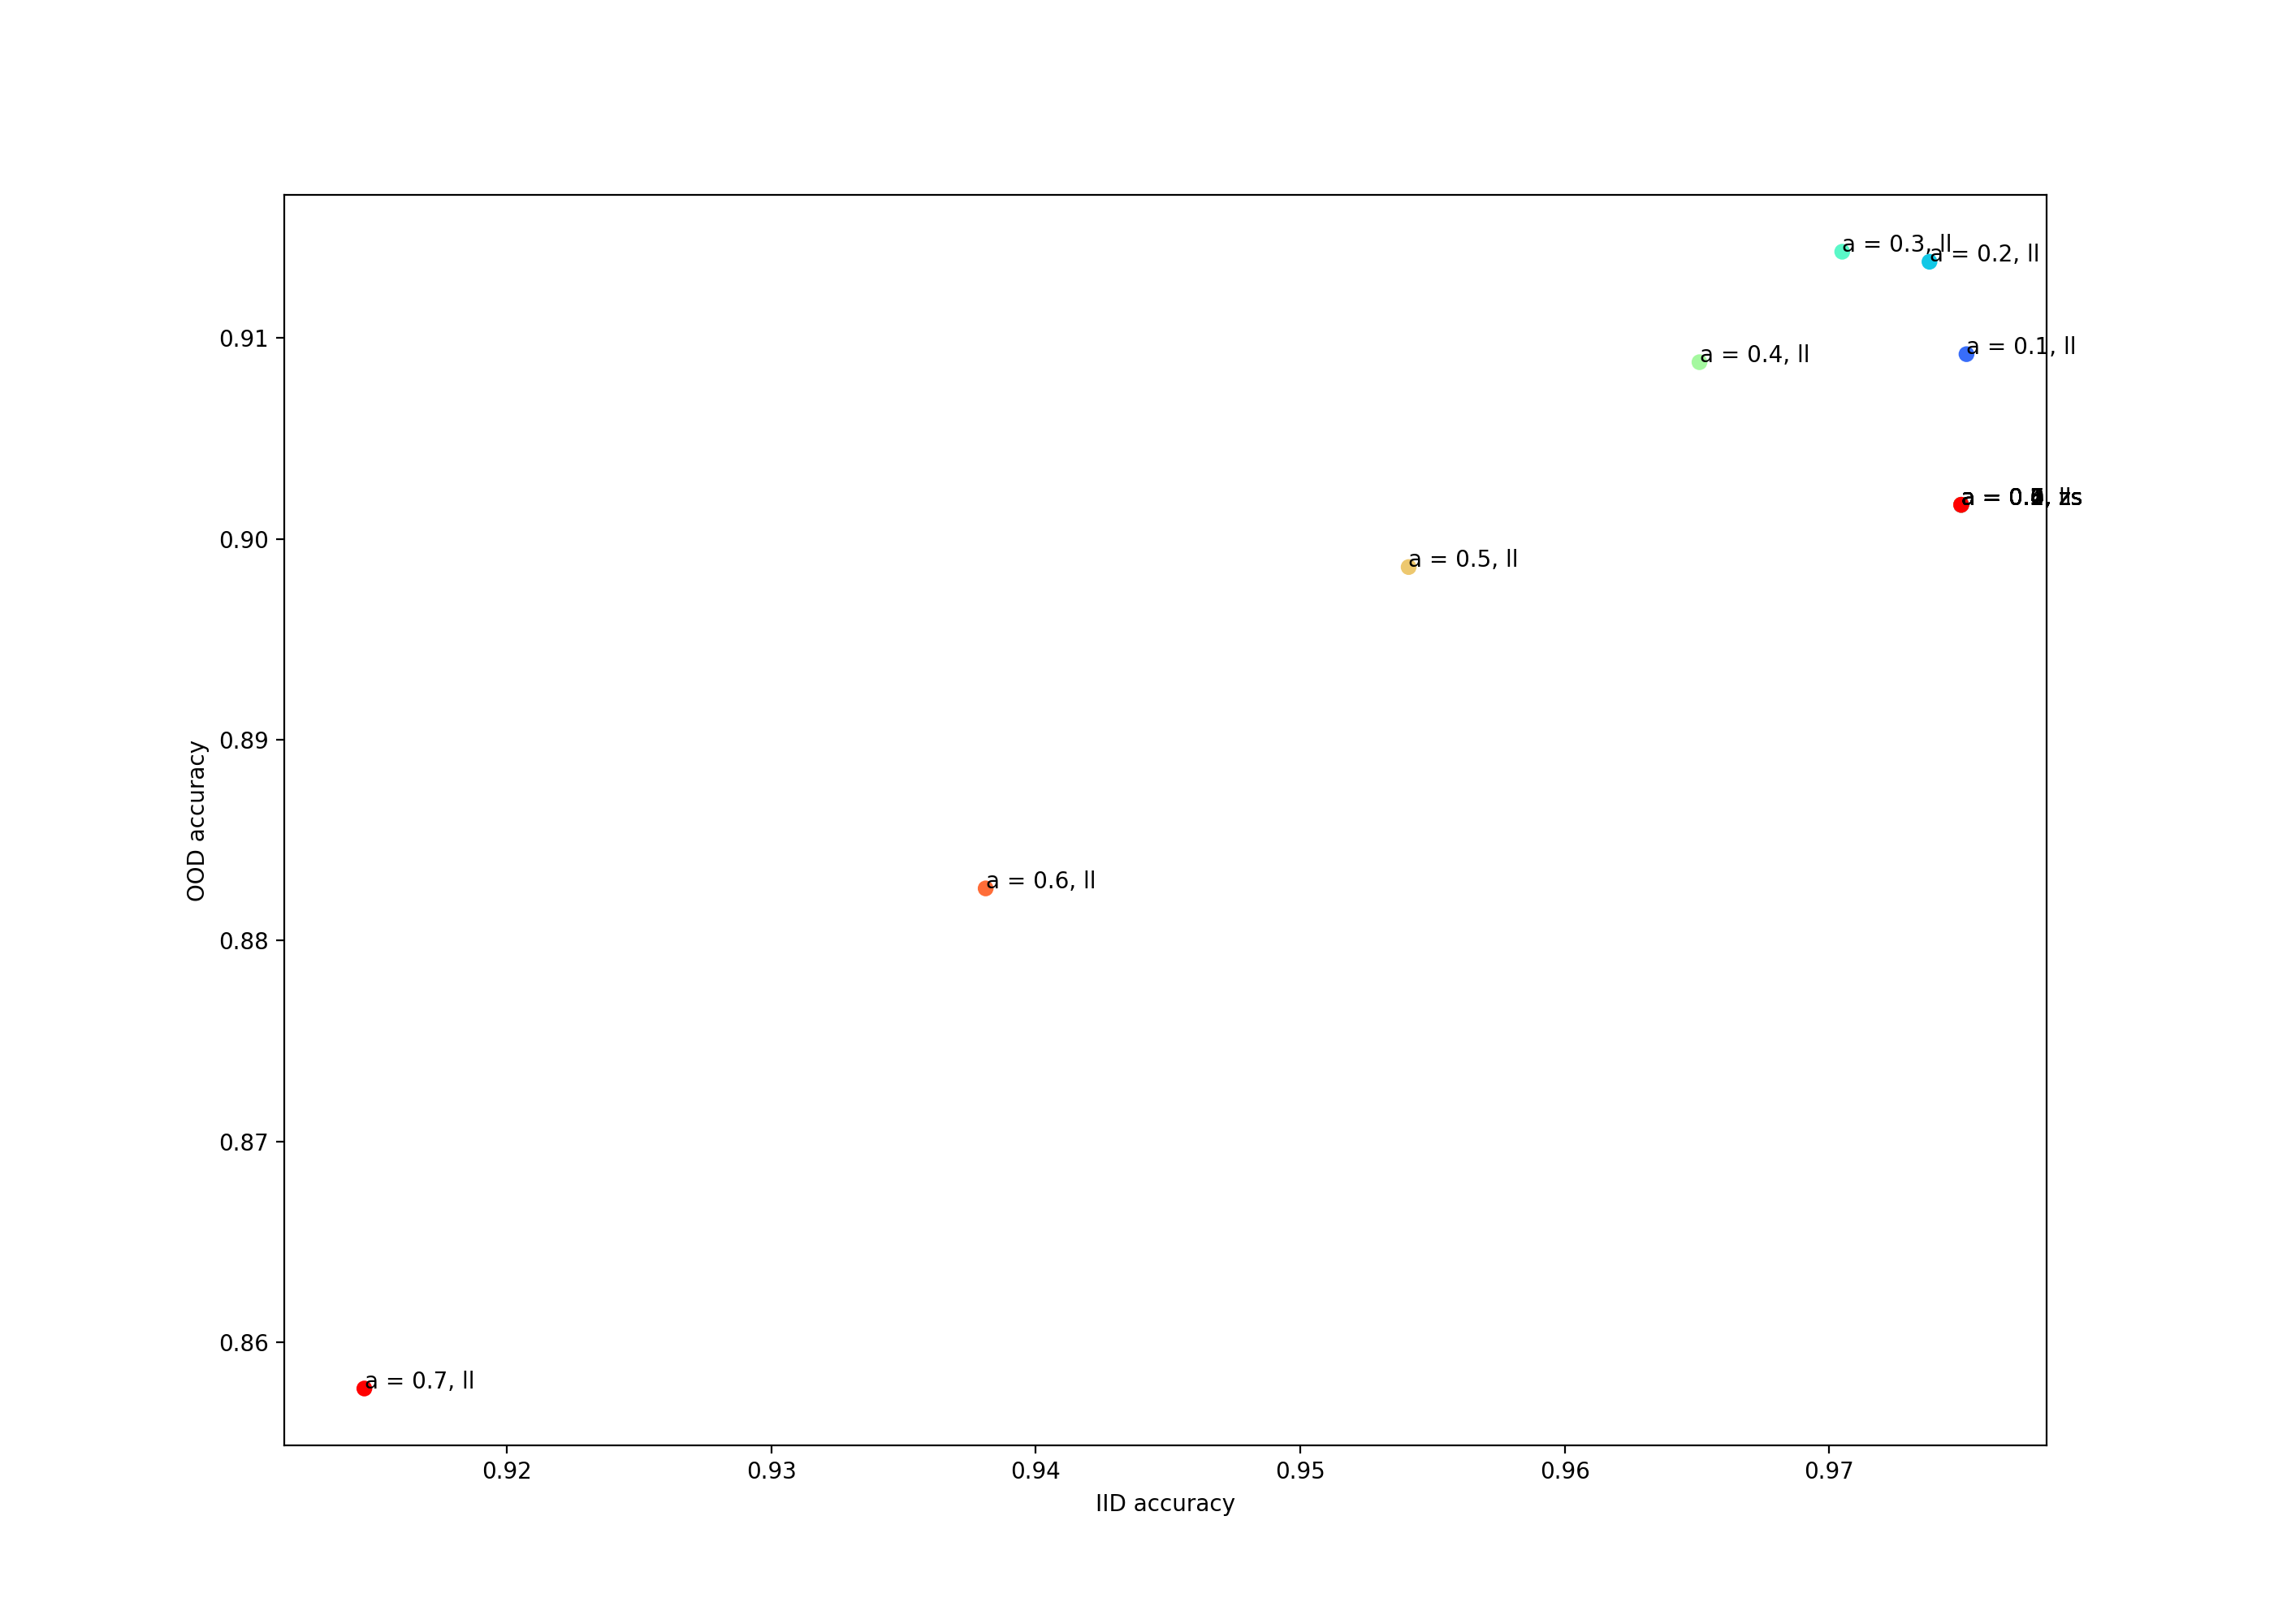 a = 0.3, ll
a = 0.2, ll
0.91
a = 0.1, ll
a = 0.4, ll
0.90
a = 0.5, ll
0.89
OOD accuracy
a = 0.6, ll
0.88
0.87
0.86
a = 0.7, ll
0.92
0.93
0.94
0.95
0.96
0.97
IID accuracy